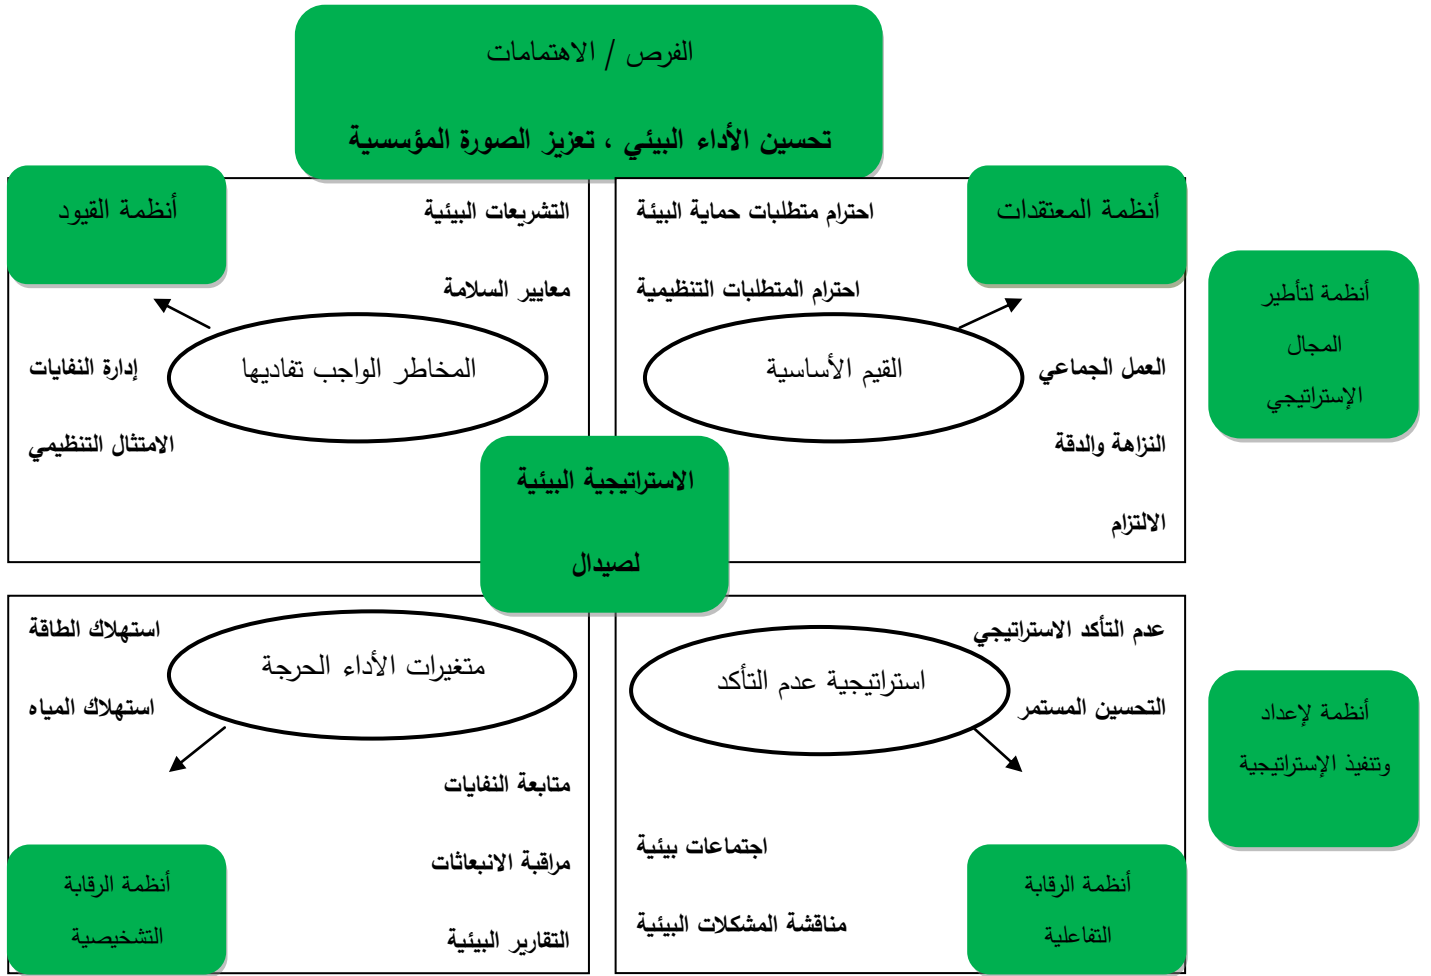 الفرص / الاهتمامات
تحسين الأداء البيئي ، تعزيز الصورة المؤسسية
أنظمة المعتقدات
احترام متطلبات حماية البيئة
احترام المتطلبات التنظيمية
القيم الأساسية
العمل الجماعي
النزاهة والدقة
الالتزام
أنظمة القيود
التشريعات البيئية
معايير السلامة
المخاطر الواجب تفاديها
إدارة النفايات
الامتثال التنظيمي
أنظمة لتأطير
المجال
الإستراتيجي
الاستراتيجية البيئية
لصيدال
عدم التأكد الاستراتيجي
استراتيجية عدم التأكد
التحسين المستمر
اجتماعات بيئية
مناقشة المشكلات البيئية
أنظمة الرقابة
التفاعلية
استهلاك الطاقة
متغيرات الأداء الحرجة
استهلاك المياه
متابعة النفايات
مراقبة الانبعاثات
التقارير البيئية
أنظمة الرقابة
التشخيصية
أنظمة لإعداد
وتنفيذ الإستراتيجية